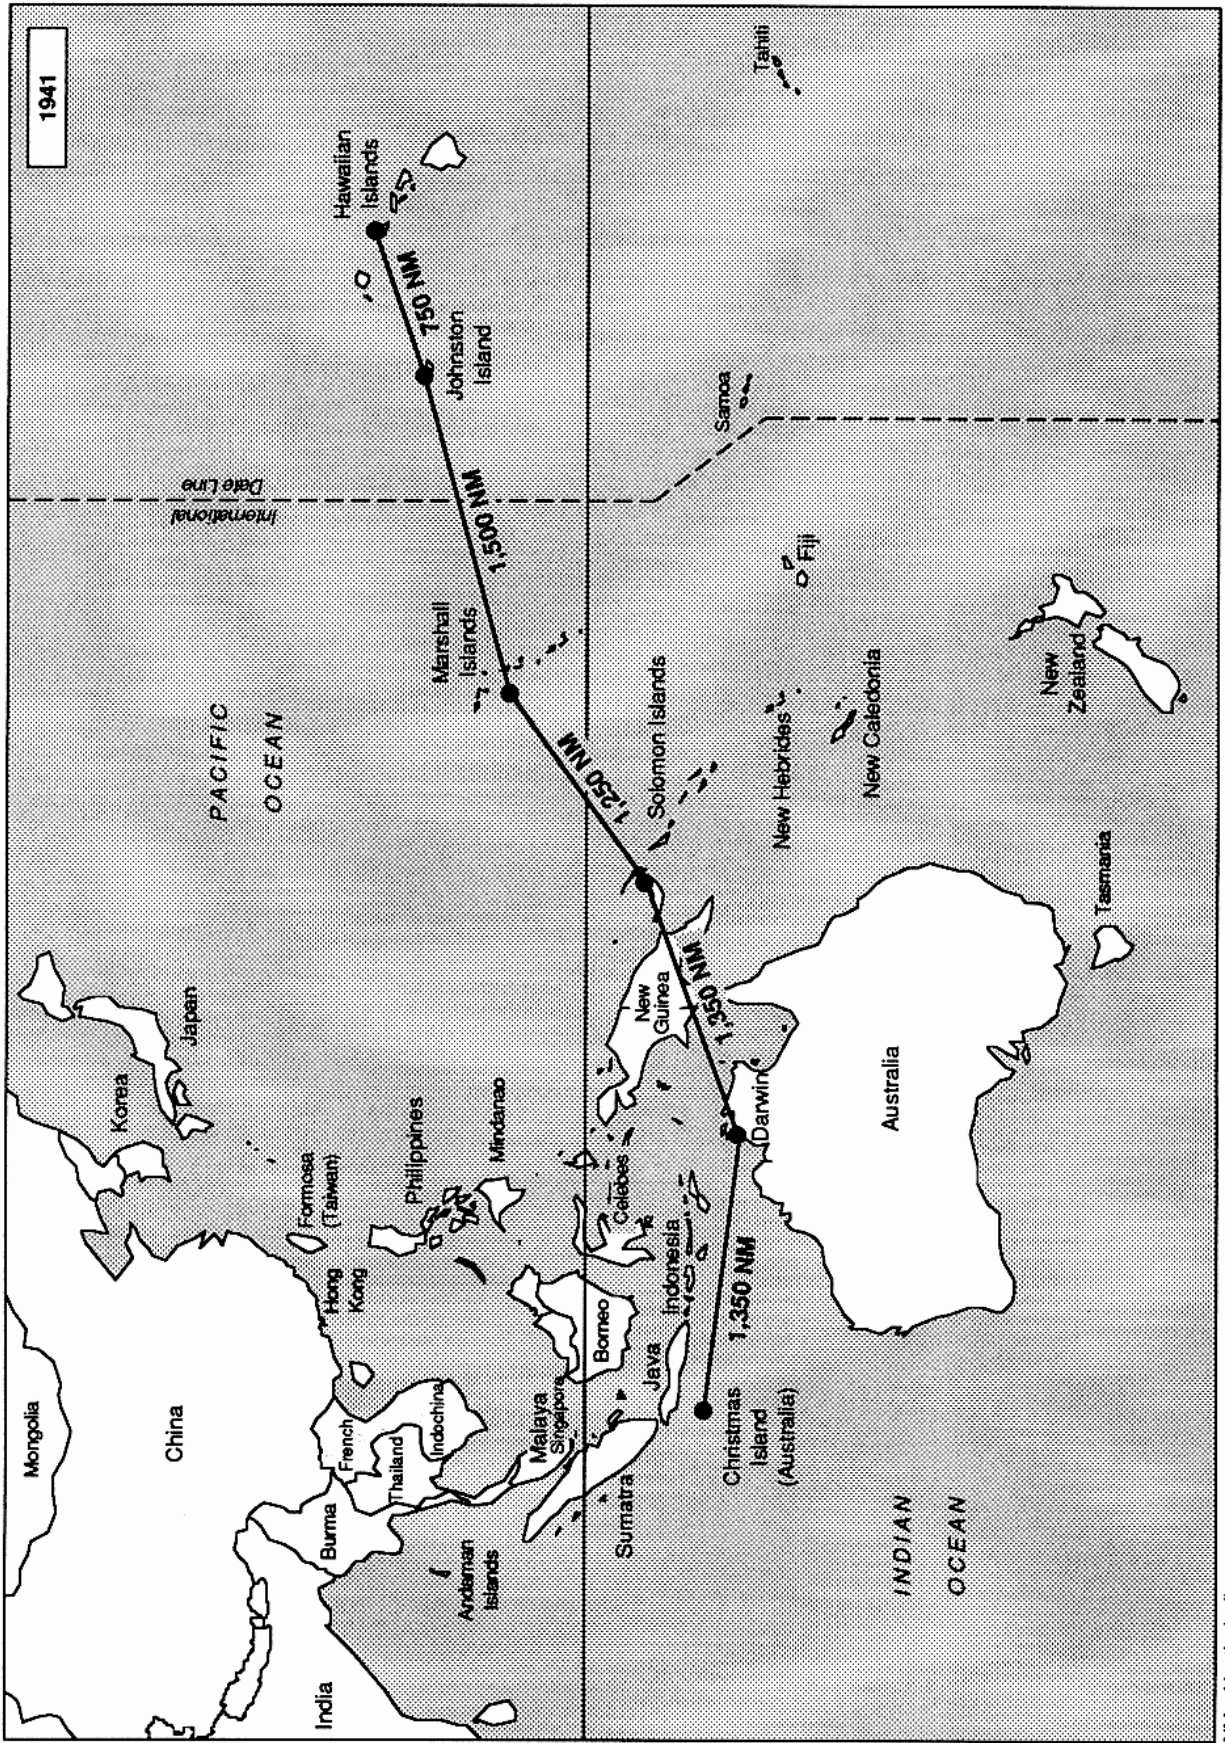 1941
Mongolia
China
Korea
Japan
PACIFIC
OCEAN
International
Date Line
Hawaiian
Islands
750 NM
Johnston
Island
1,500 NM
Marshall
Islands
1,250 NM
Formosa
(Taiwan)
Hong
Kong
Philippines
Mindanao
India
Burma
French
Indochina
Thailand
Andaman
Islands
Malaya
Singapore
Sumatra
Borneo
Java
Celebes
Indonesia
New
Guinea
Solomon Islands
1,350 NM
Darwin
1,350 NM
Christmas
Island
(Australia)
Australia
Tasmania
New Hebrides
New Caledonia
New
Zealand
Fiji
Samoa
Tahiti
INDIAN
OCEAN